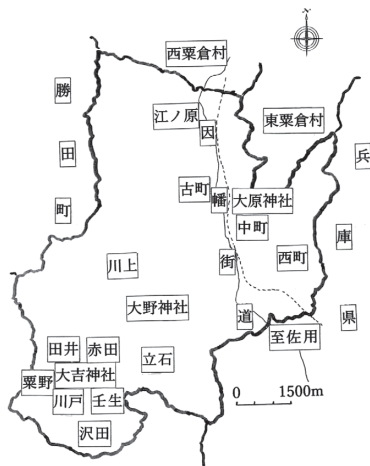 N
西粟倉村
勝田町
江ノ原
東粟倉村
因幡街道
兵庫県
古町
大原神社
中町
西町
川上
大野神社
至佐用
田井
赤田
立石
粟野
大吉神社
川戸
壬生
沢田
0 1500m